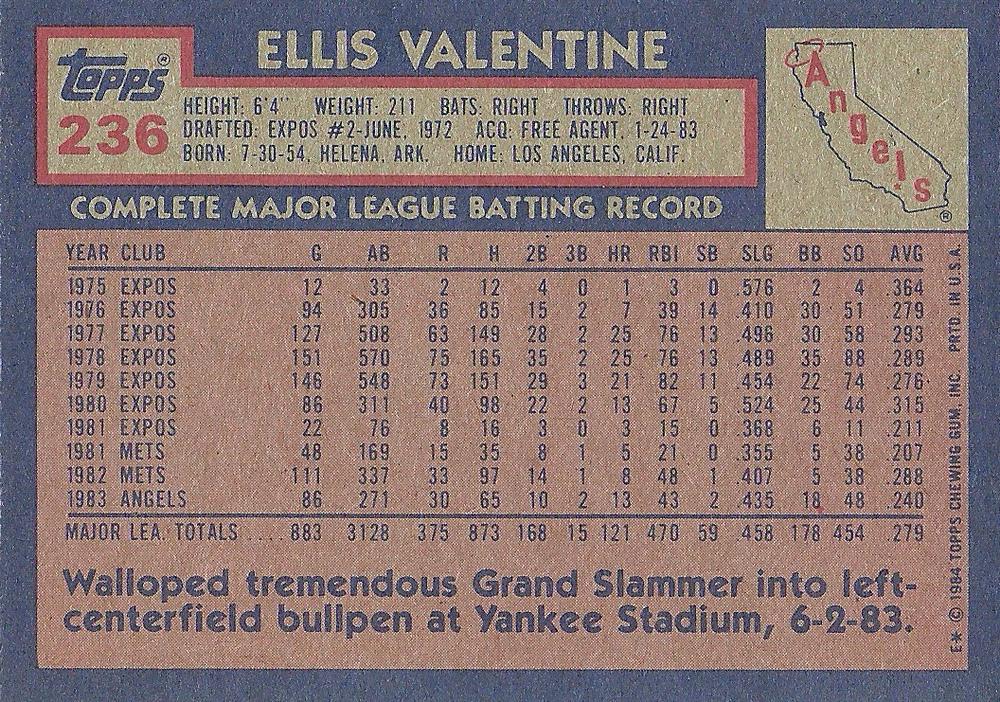 ELLIS VALENTINE
Topps®
236
HEIGHT: 6'4" WEIGHT: 211 BATS: RIGHT THROWS: RIGHT
DRAFTED: EXPOS #2-JUNE, 1972 ACQ: FREE AGENT, 1-24-83
BORN: 7-30-54, HELENA, ARK. HOME: LOS ANGELES, CALIF.
Angels
®
COMPLETE MAJOR LEAGUE BATTING RECORD
YEAR CLUB G AB R H 2B 3B HR RBI SB SLG BB SO AVG
1975 EXPOS 12 33 2 12 4 0 1 3 0 .576 2 4 .364
1976 EXPOS 94 305 36 85 15 2 7 39 14 .410 30 51 .279
1977 EXPOS 127 508 63 149 28 2 25 76 13 .496 30 58 .293
1978 EXPOS 151 570 75 165 35 2 25 76 13 .489 35 88 .289
1979 EXPOS 146 548 73 151 29 3 21 82 11 .454 22 74 .276
1980 EXPOS 86 311 40 98 22 2 13 67 5 .524 25 44 .315
1981 EXPOS 22 76 8 16 3 0 3 15 0 .368 6 11 .211
1981 METS 48 169 15 35 8 1 5 21 0 .355 5 38 .207
1982 METS 111 337 33 97 14 1 8 48 1 .407 5 38 .288
1983 ANGELS 86 271 30 65 10 2 13 43 2 .435 18 48 .240
MAJOR LEA. TOTALS .... 883 3128 375 873 168 15 121 470 59 .458 178 454 .279
Walloped tremendous Grand Slammer into left-
centerfield bullpen at Yankee Stadium, 6-2-83.
E* © 1984 TOPPS CHEWING GUM, INC. PRTD. IN U.S.A.